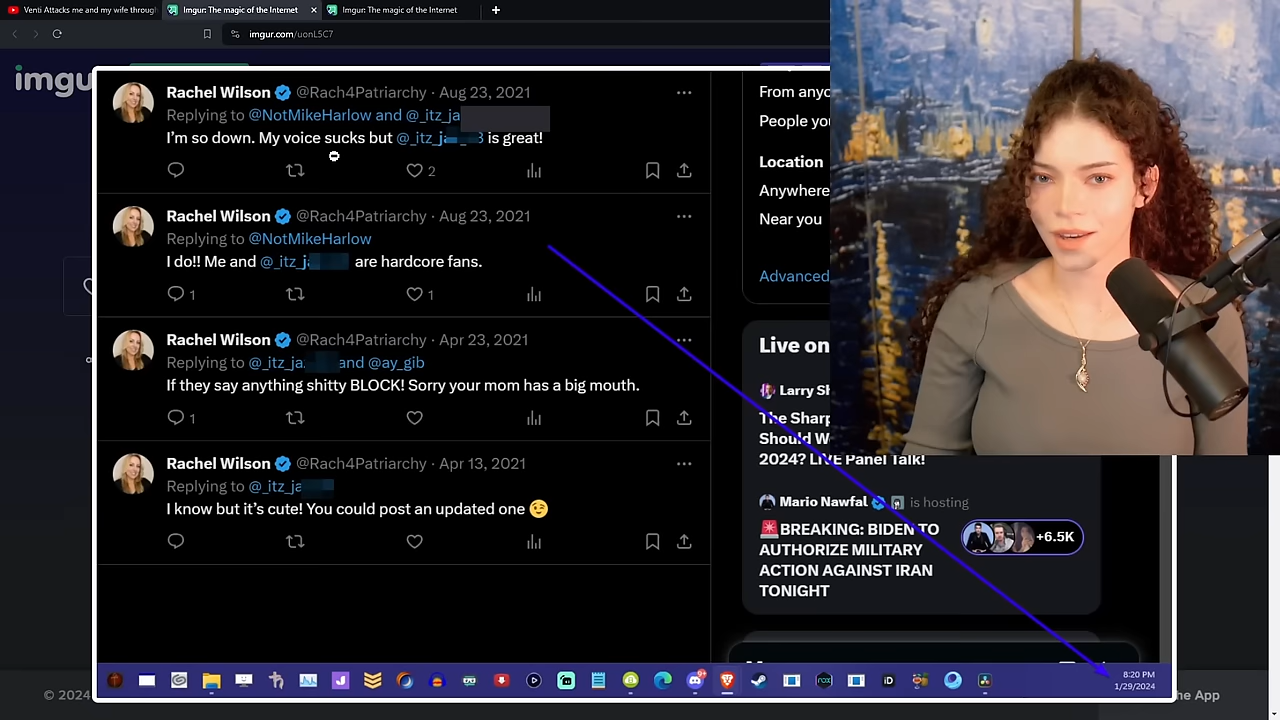 Venti Attacks me and my wife throug
Imgur: The magic of the Internet
Imgur: The magic of the Internet
imgur.com/uonL5C7
imgu
Rachel Wilson @Rach4Patriarchy · Aug 23, 2021
Replying to @NotMikeHarlow and @_itz_ja
I'm so down. My voice sucks but @_itz_ja 3 is great!
2
Rachel Wilson @Rach4Patriarchy · Aug 23, 2021
Replying to @NotMikeHarlow
I do!! Me and @_itz_ja are hardcore fans.
1 1
Rachel Wilson @Rach4Patriarchy · Apr 23, 2021
Replying to @_itz_ja and @ay_gib
If they say anything shitty BLOCK! Sorry your mom has a big mouth.
1
Rachel Wilson @Rach4Patriarchy · Apr 13, 2021
Replying to @_itz_ja
I know but it's cute! You could post an updated one 😉
From anyo
People you
Location
Anywhere
Near you
Advanced
Live on
Larry Sh
The Sharp
Should W
2024? LIVE Panel Talk!
Mario Nawfal is hosting
🚨BREAKING: BIDEN TO
AUTHORIZE MILITARY
ACTION AGAINST IRAN
TONIGHT
+6.5K
8:20 PM
1/29/2024
© 2024
he App